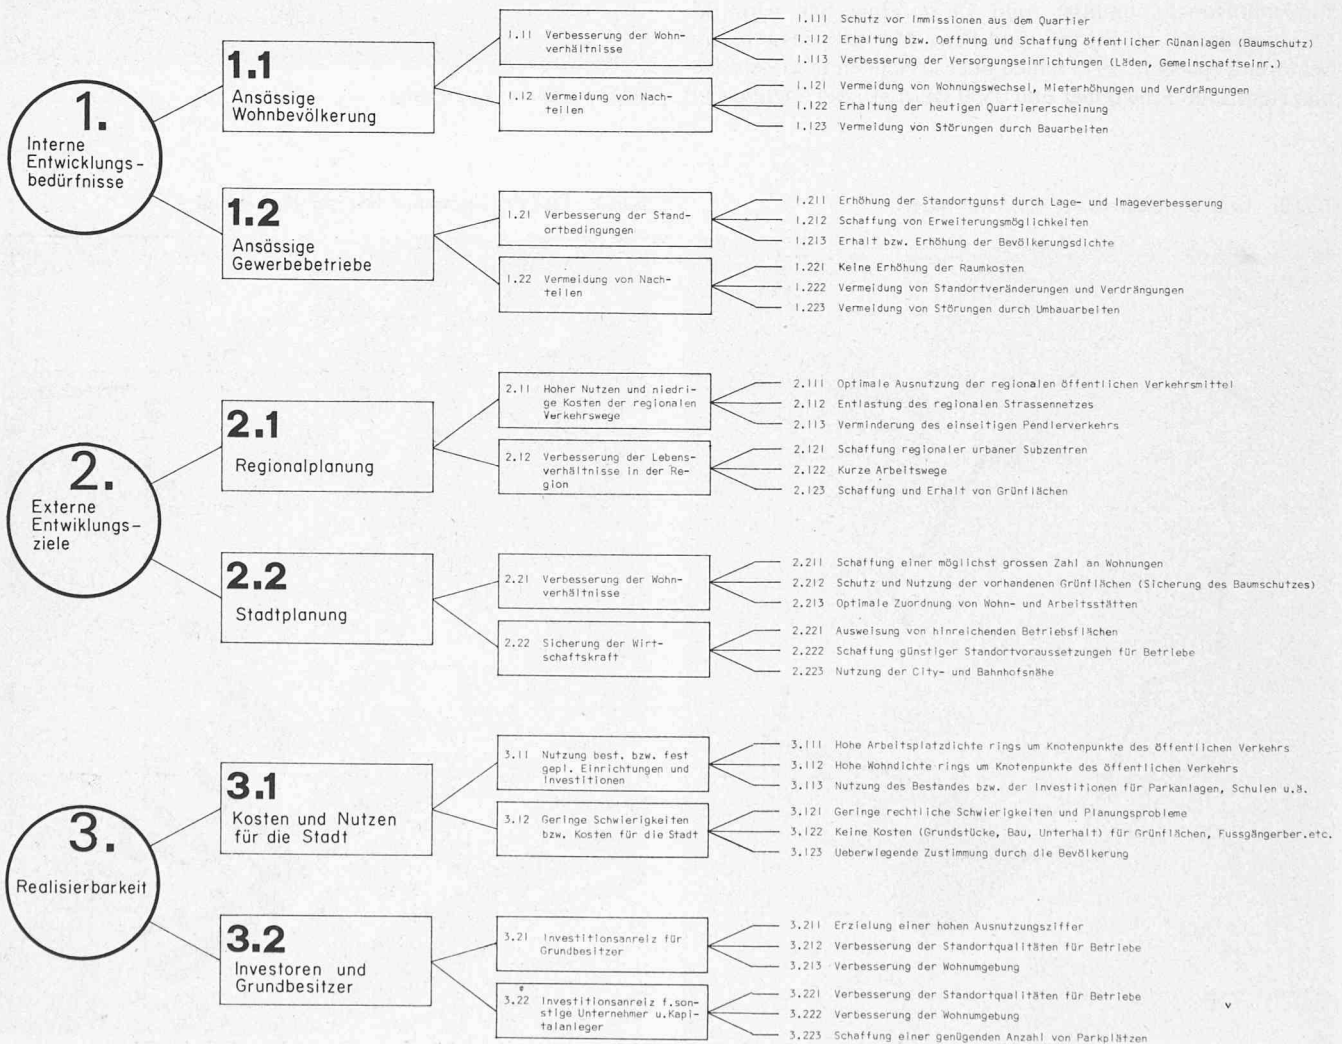 1.
Interne
Entwicklungs-
bedürfnisse
1.1
Ansässige
Wohnbevölkerung
1.11 Verbesserung der Wohn-
verhältnisse
1.111 Schutz vor Immissionen aus dem Quartier
1.112 Erhaltung bzw. Oeffnung und Schaffung öffentlicher Günanlagen (Baumschutz)
1.113 Verbesserung der Versorgungseinrichtungen (Läden, Gemeinschaftseinr.)
1.12 Vermeidung von Nach-
teilen
1.121 Vermeidung von Wohnungswechsel, Mieterhöhungen und Verdrängungen
1.122 Erhaltung der heutigen Quartiererscheinung
1.123 Vermeidung von Störungen durch Bauarbeiten
1.2
Ansässige
Gewerbebetriebe
1.21 Verbesserung der Stand-
ortbedingungen
1.211 Erhöhung der Standortgunst durch Lage- und Imageverbesserung
1.212 Schaffung von Erweiterungsmöglichkeiten
1.213 Erhalt bzw. Erhöhung der Bevölkerungsdichte
1.22 Vermeidung von Nach-
teilen
1.221 Keine Erhöhung der Raumkosten
1.222 Vermeidung von Standortveränderungen und Verdrängungen
1.223 Vermeidung von Störungen durch Umbauarbeiten
2.
Externe
Entwiklungs-
ziele
2.1
Regionalplanung
2.11 Hoher Nutzen und niedri-
ge Kosten der regionalen
Verkehrswege
2.111 Optimale Ausnutzung der regionalen öffentlichen Verkehrsmittel
2.112 Entlastung des regionalen Strassennetzes
2.113 Verminderung des einseitigen Pendlerverkehrs
2.12 Verbesserung der Lebens-
verhältnisse in der Re-
gion
2.121 Schaffung regionaler urbaner Subzentren
2.122 Kurze Arbeitswege
2.123 Schaffung und Erhalt von Grünflächen
2.2
Stadtplanung
2.21 Verbesserung der Wohn-
verhältnisse
2.211 Schaffung einer möglichst grossen Zahl an Wohnungen
2.212 Schutz und Nutzung der vorhandenen Grünflächen (Sicherung des Baumschutzes)
2.213 Optimale Zuordnung von Wohn- und Arbeitsstätten
2.22 Sicherung der Wirt-
schaftskraft
2.221 Ausweisung von hinreichenden Betriebsflächen
2.222 Schaffung günstiger Standortvoraussetzungen für Betriebe
2.223 Nutzung der City- und Bahnhofsnähe
3.
Realisierbarkeit
3.1
Kosten und Nutzen
für die Stadt
3.11 Nutzung best. bzw. fest
gepl. Einrichtungen und
Investitionen
3.111 Hohe Arbeitsplatzdichte rings um Knotenpunkte des öffentlichen Verkehrs
3.112 Hohe Wohndichte rings um Knotenpunkte des öffentlichen Verkehrs
3.113 Nutzung des Bestandes bzw. der Investitionen für Parkanlagen, Schulen u.ä.
3.12 Geringe Schwierigkeiten
bzw. Kosten für die Stadt
3.121 Geringe rechtliche Schwierigkeiten und Planungsprobleme
3.122 Keine Kosten (Grundstücke, Bau, Unterhalt) für Grünflächen, Fussgängerber.etc.
3.123 Ueberwiegende Zustimmung durch die Bevölkerung
3.2
Investoren und
Grundbesitzer
3.21 Investitionsanreiz für
Grundbesitzer
3.211 Erzielung einer hohen Ausnutzungsziffer
3.212 Verbesserung der Standortqualitäten für Betriebe
3.213 Verbesserung der Wohnumgebung
3.22 Investitionsanreiz f.son-
stige Unternehmer u.Kapi-
talanleger
3.221 Verbesserung der Standortqualitäten für Betriebe
3.222 Verbesserung der Wohnumgebung
3.223 Schaffung einer genügenden Anzahl von Parkplätzen